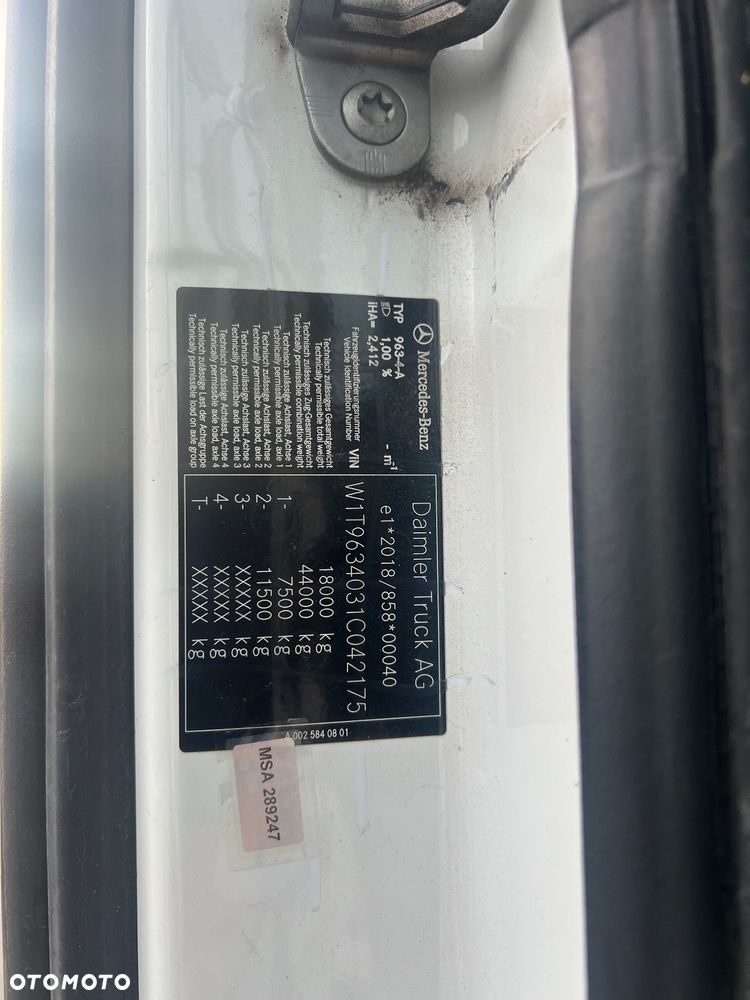 Mercedes-Benz
TYP 963-4-A
1,00 % - m⁻¹
iHA= 2,412
Daimler Truck AG
e1*2018/858*00040
Fahrzeugidentifizierungsnummer
Vehicle Identification Number VIN
W1T9634031C042175
Technisch zulässiges Gesamtgewicht
Technically permissible total weight
18000 kg
Technisch zulässiges Zug-Gesamtgewicht
Technically permissible combination weight
44000 kg
Technisch zulässige Achslast, Achse 1
Technically permissible axle load, axle 1
1- 7500 kg
Technisch zulässige Achslast, Achse 2
Technically permissible axle load, axle 2
2- 11500 kg
Technisch zulässige Achslast, Achse 3
Technically permissible axle load, axle 3
3- XXXXX kg
Technisch zulässige Achslast, Achse 4
Technically permissible axle load, axle 4
4- XXXXX kg
Technisch zulässige Last der Achsgruppe
Technically permissible load on axle group
T- XXXXX kg
A 002 584 08 01
MSA 289247
OTOMOTO